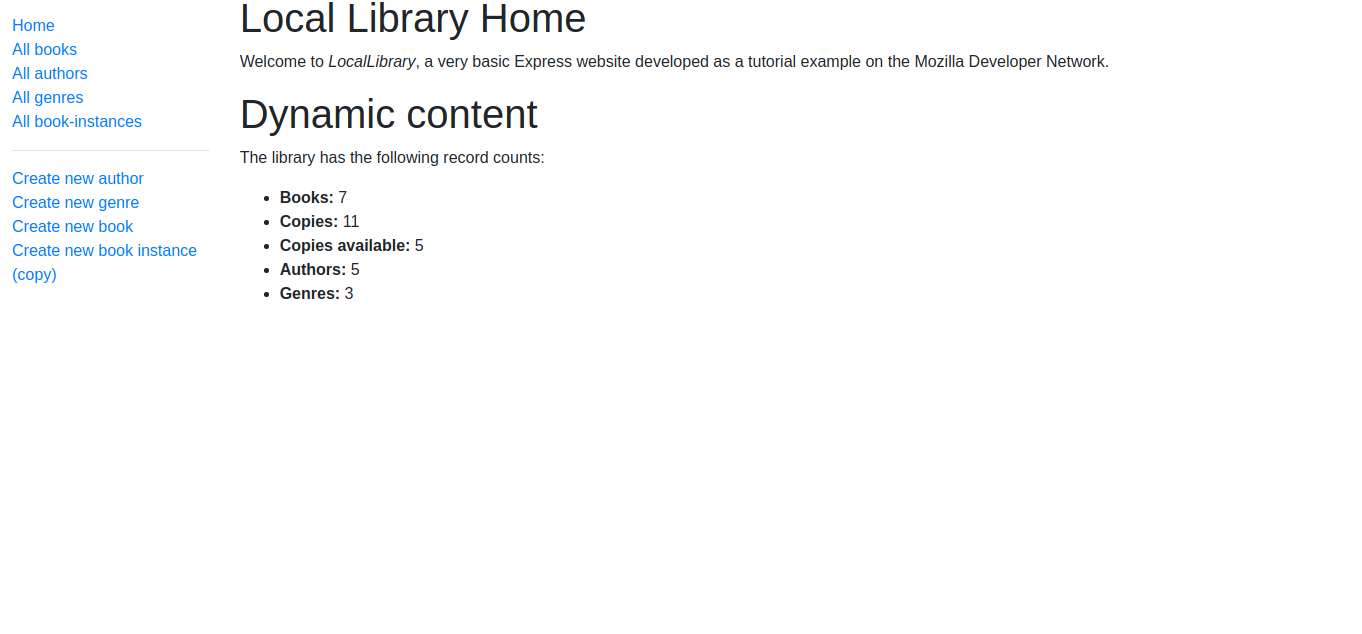 Home
All books
All authors
All genres
All book-instances
Create new author
Create new genre
Create new book
Create new book instance
(copy)
Local Library Home
Welcome to LocalLibrary, a very basic Express website developed as a tutorial example on the Mozilla Developer Network.
Dynamic content
The library has the following record counts:
Books: 7
Copies: 11
Copies available: 5
Authors: 5
Genres: 3